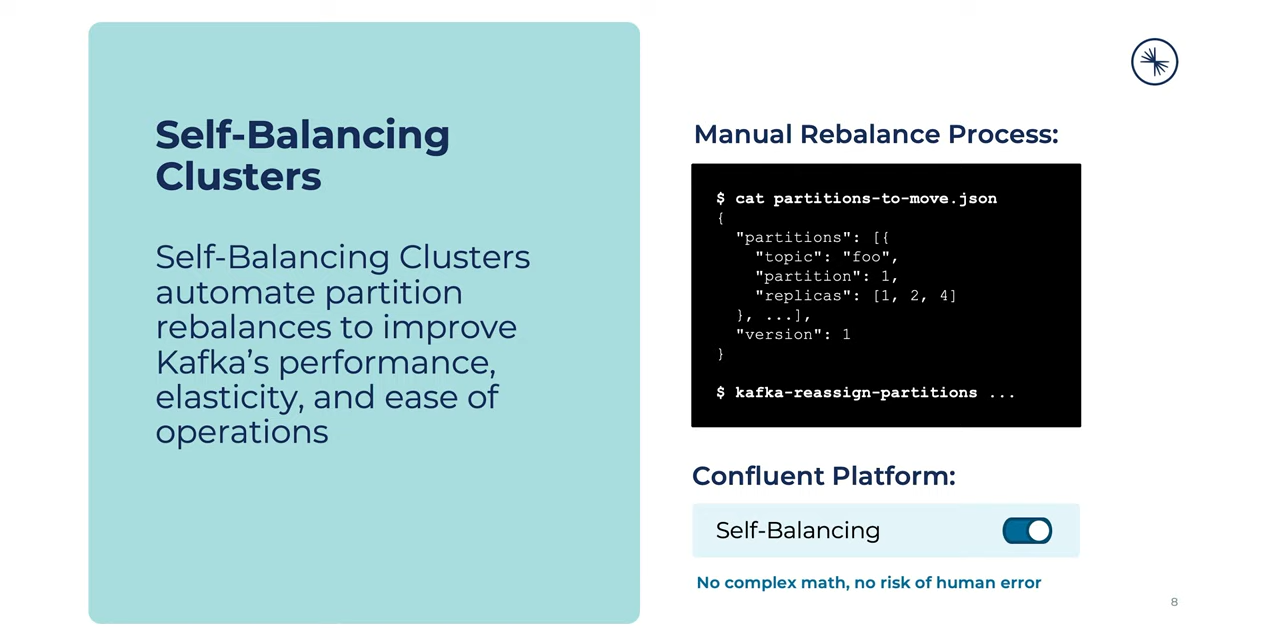 Self-Balancing
Clusters
Self-Balancing Clusters
automate partition
rebalances to improve
Kafka's performance,
elasticity, and ease of
operations
Manual Rebalance Process:
$ cat partitions-to-move.json
{
  "partitions": [{
    "topic": "foo",
    "partition": 1,
    "replicas": [1, 2, 4]
  }, ...],
  "version": 1
}
$ kafka-reassign-partitions ...
Confluent Platform:
Self-Balancing
No complex math, no risk of human error
8